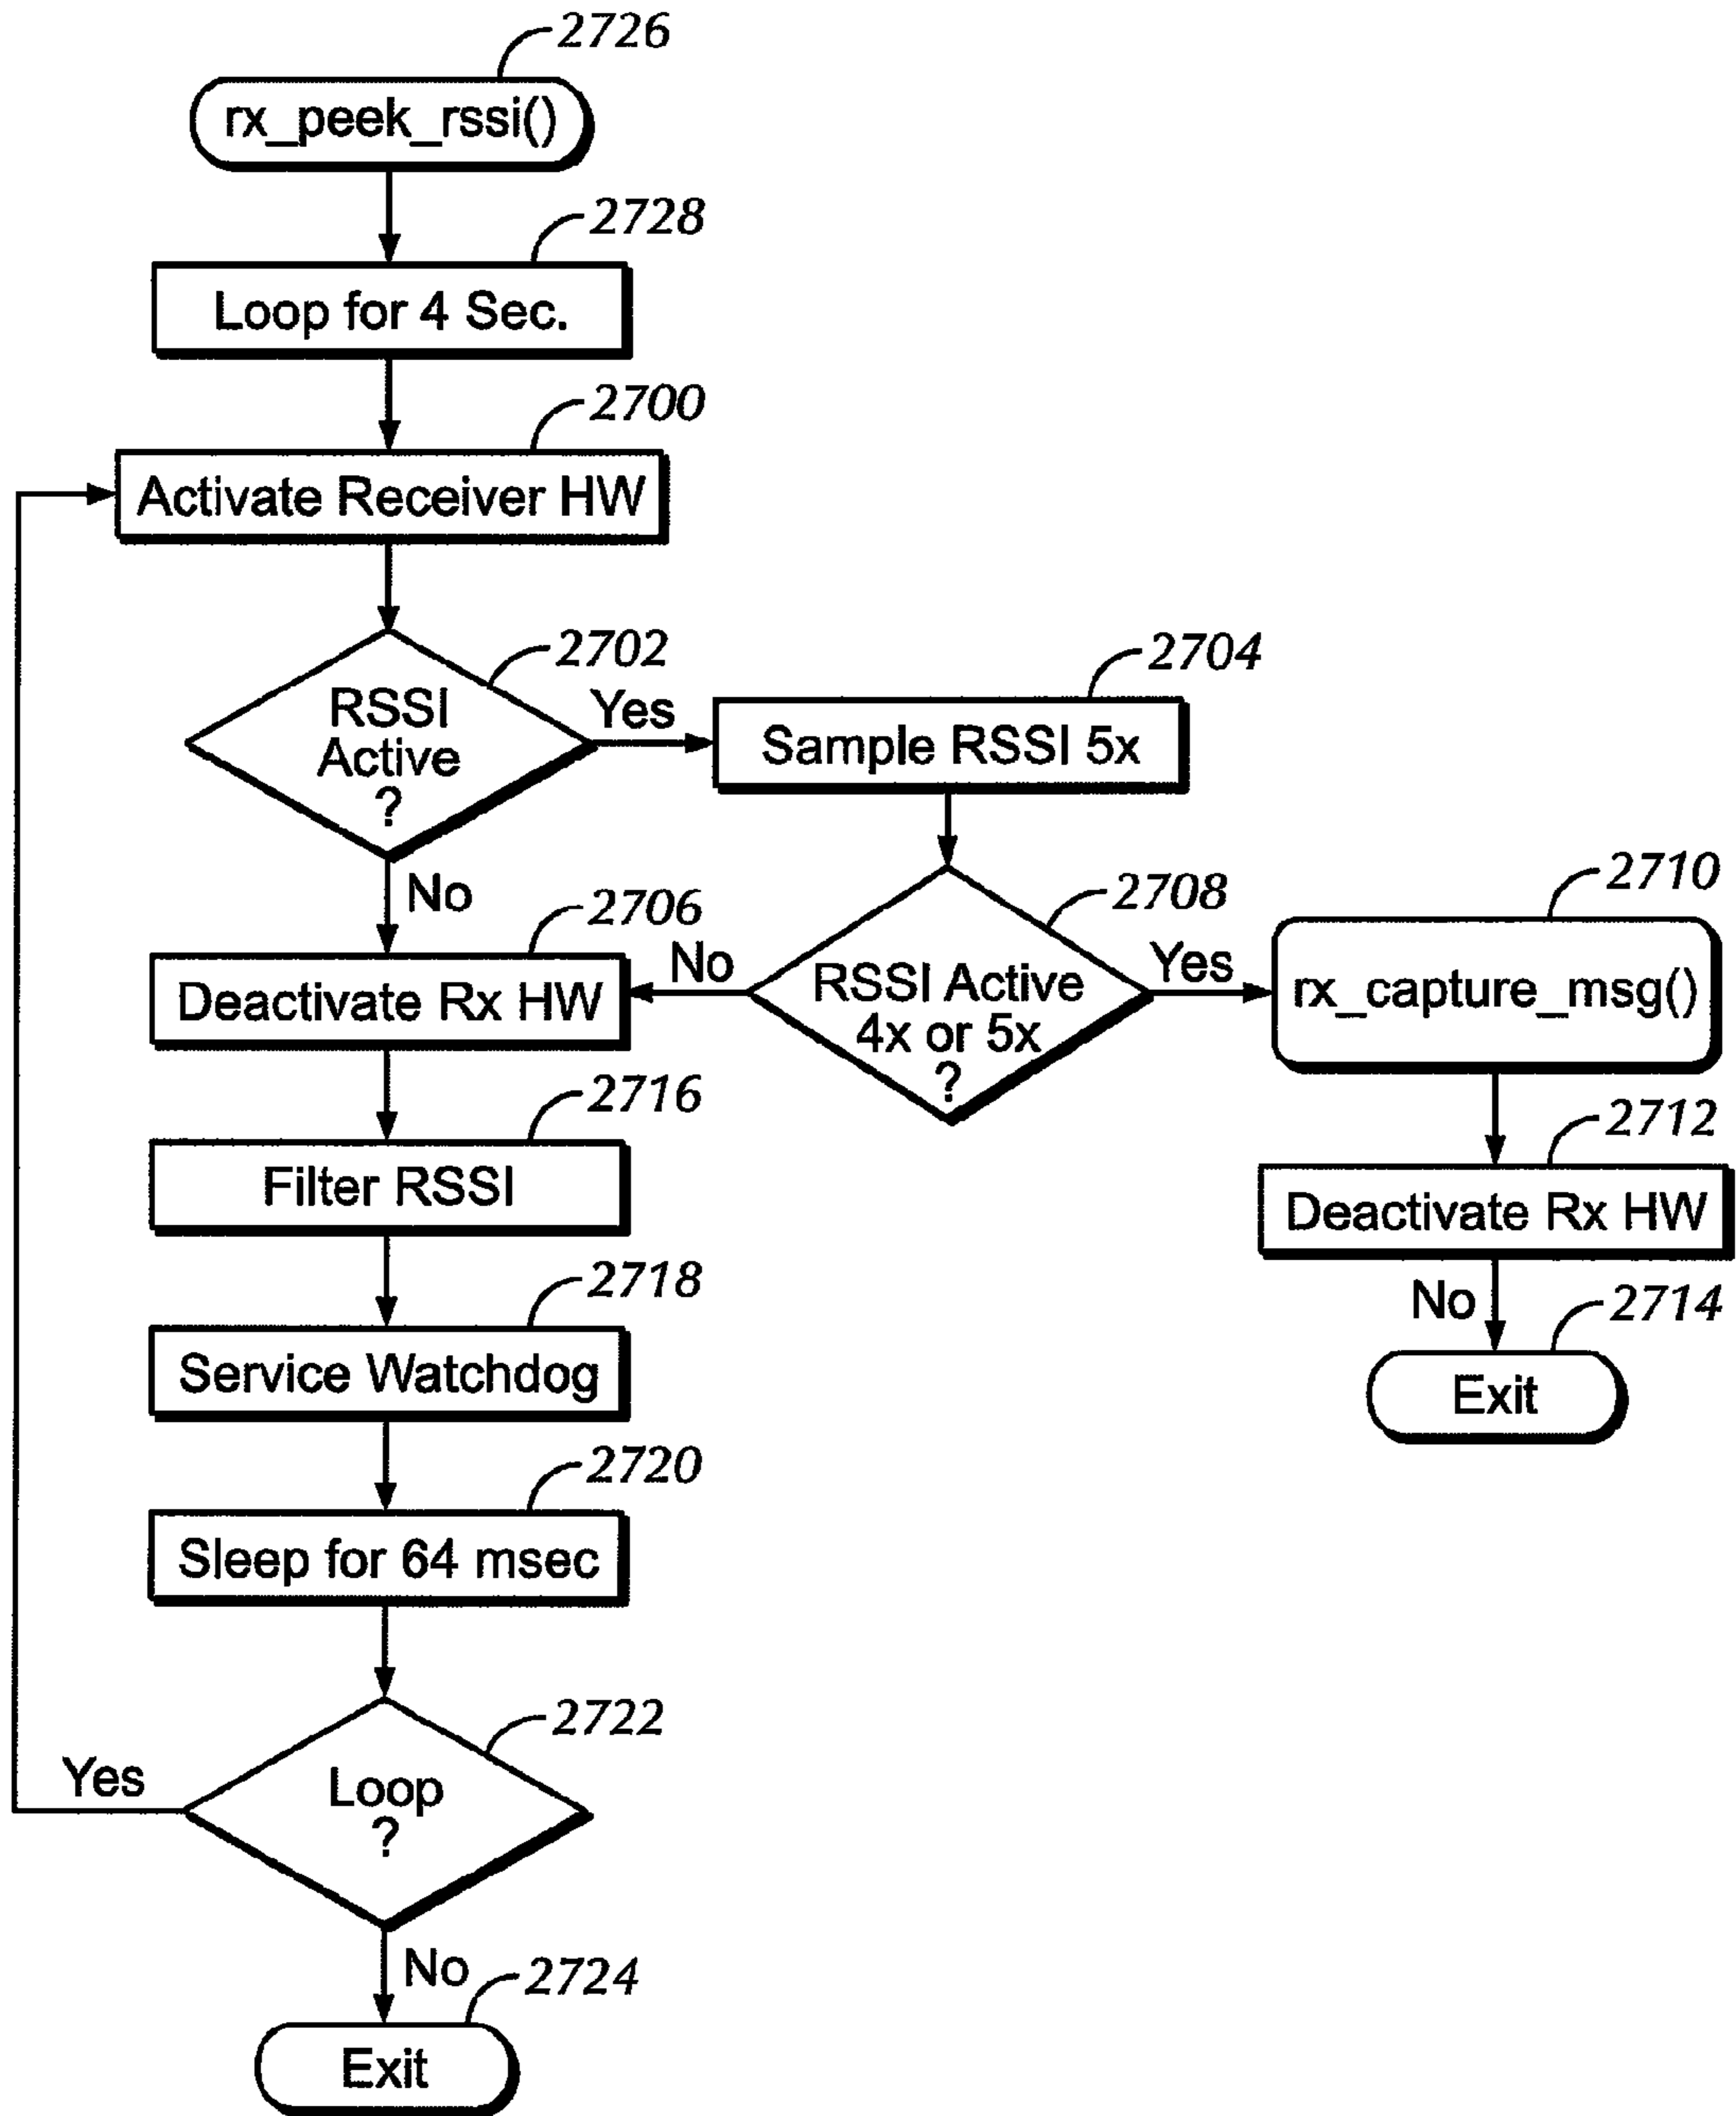 2726
rx_peek_rssi()
2728
Loop for 4 Sec.
2700
Activate Receiver HW
2702
RSSI
Active
?
Yes
2704
Sample RSSI 5x
No
2706
Deactivate Rx HW
No
2708
RSSI Active
4x or 5x
?
Yes
2710
rx_capture_msg()
2712
Deactivate Rx HW
No
2714
Exit
2716
Filter RSSI
2718
Service Watchdog
2720
Sleep for 64 msec
2722
Loop
?
Yes
No
2724
Exit